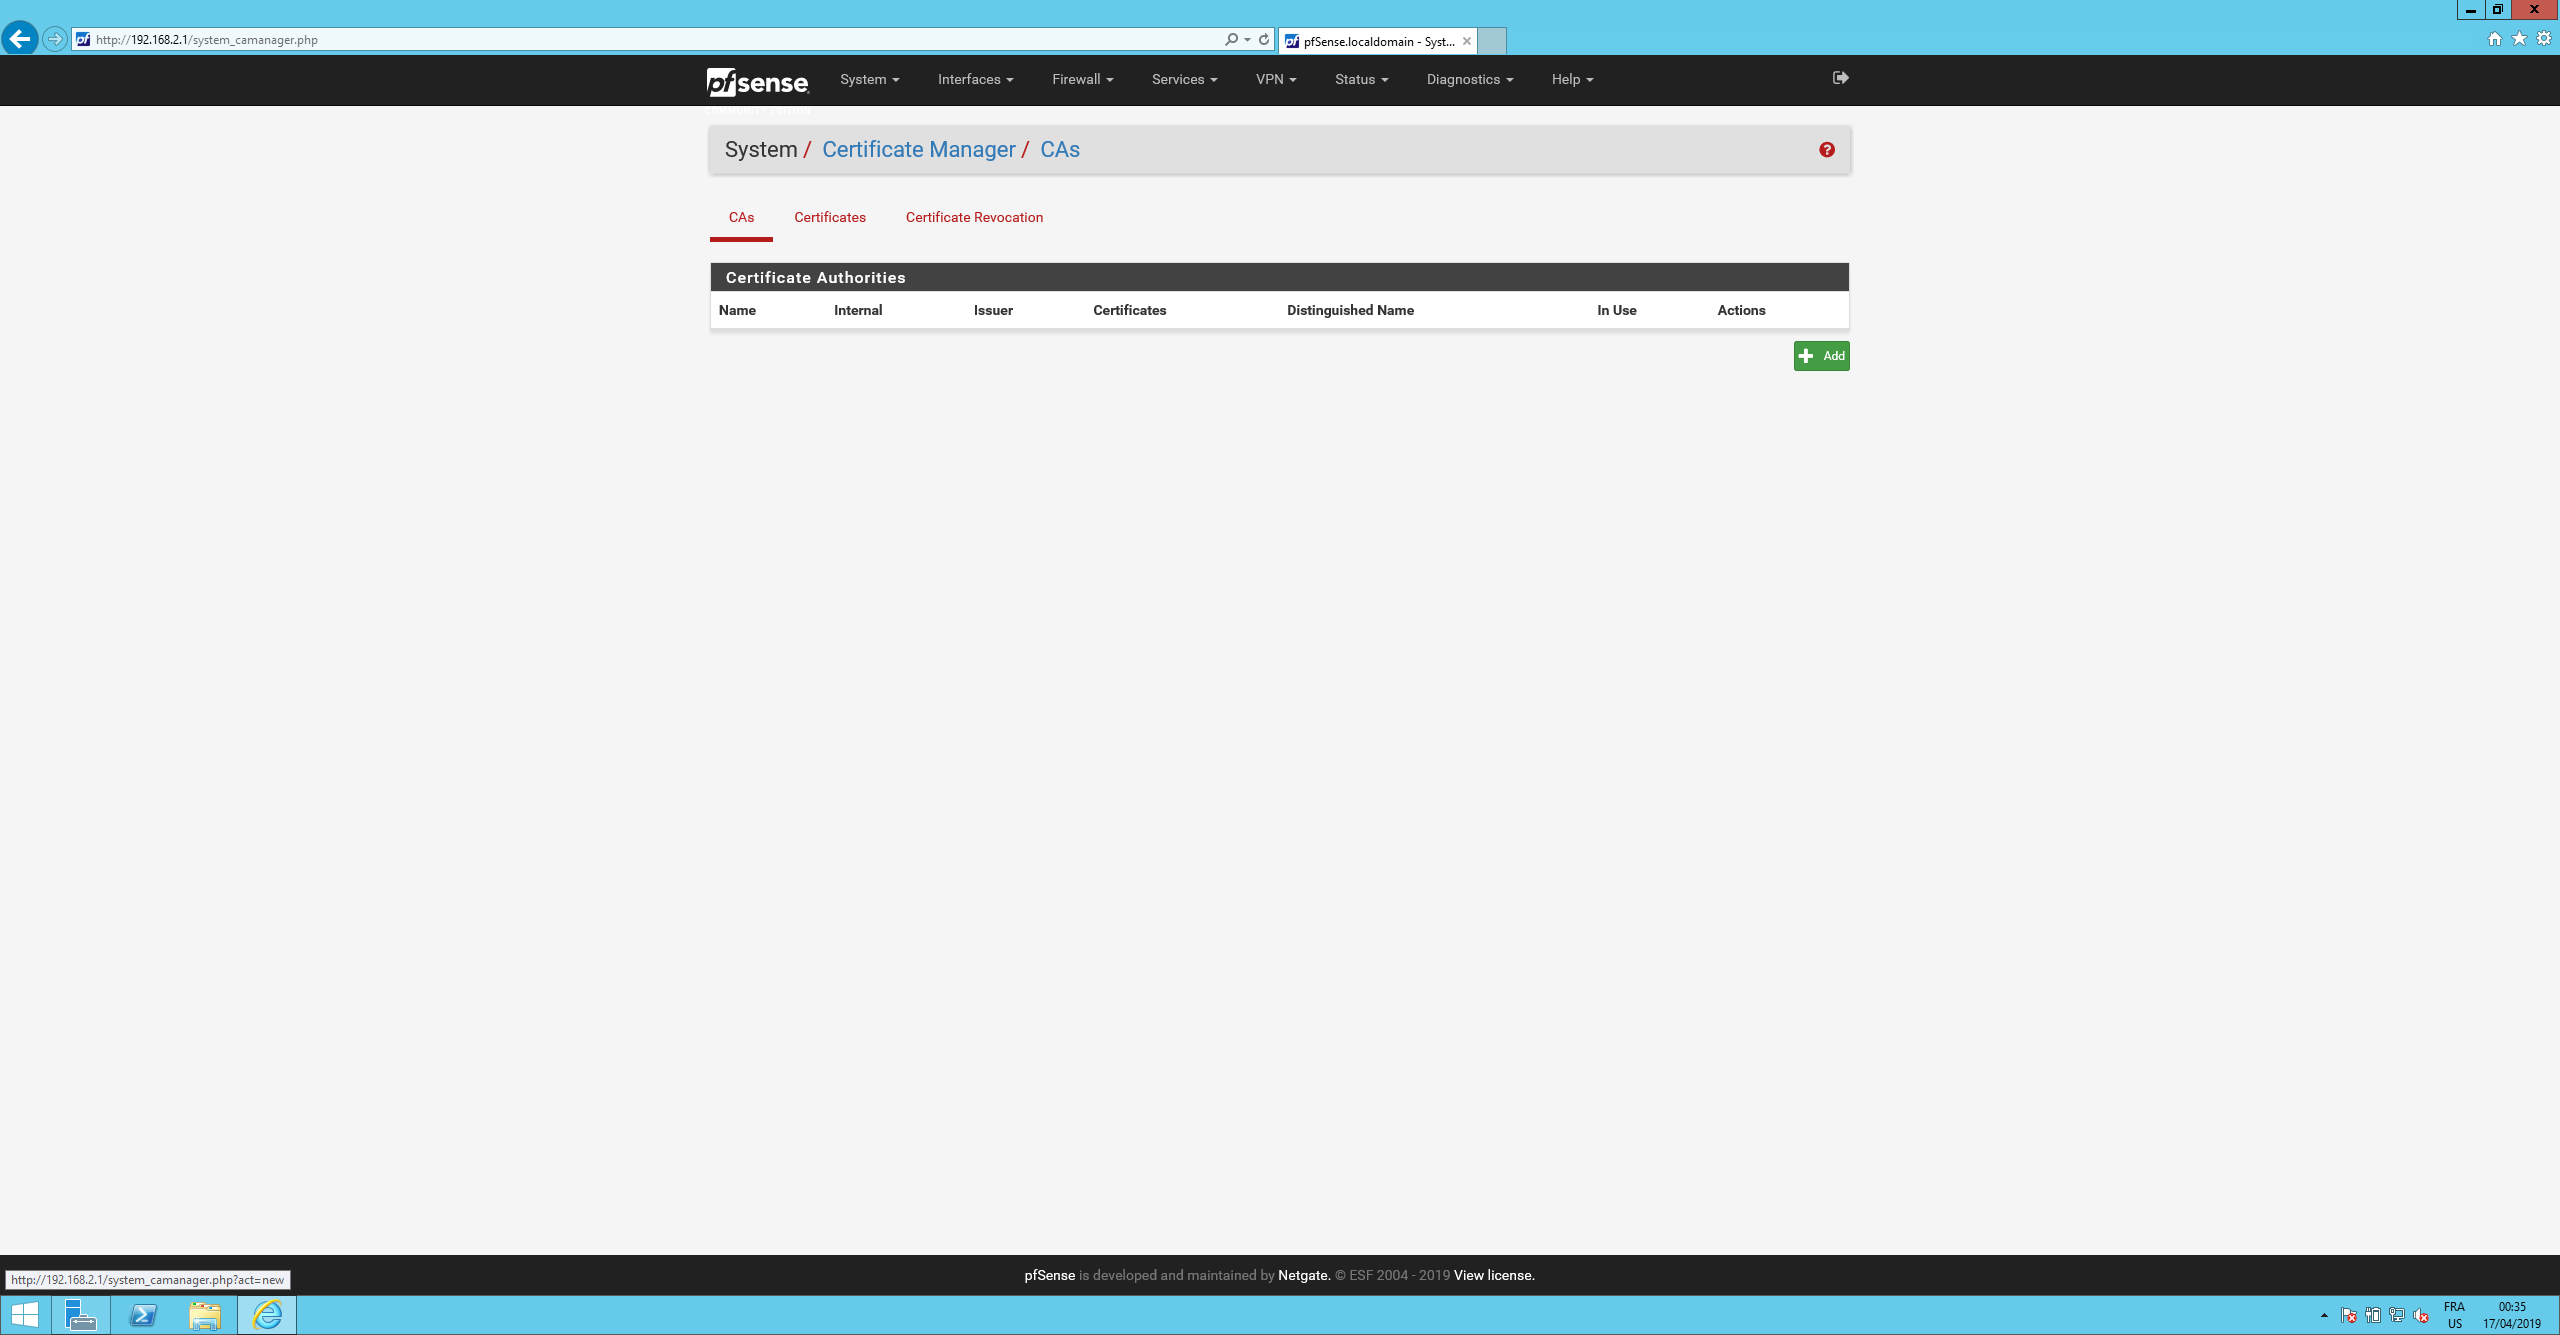 http://192.168.2.1/system_camanager.php
pfSense.localdomain - Syst...
pfsense
System
Interfaces
Firewall
Services
VPN
Status
Diagnostics
Help
System / Certificate Manager / CAs
CAs
Certificates
Certificate Revocation
Certificate Authorities
Name Internal Issuer Certificates Distinguished Name In Use Actions
Add
pfSense is developed and maintained by Netgate. © ESF 2004 - 2019 View license.
http://192.168.2.1/system_camanager.php?act=new
FRA
US
00:35
17/04/2019